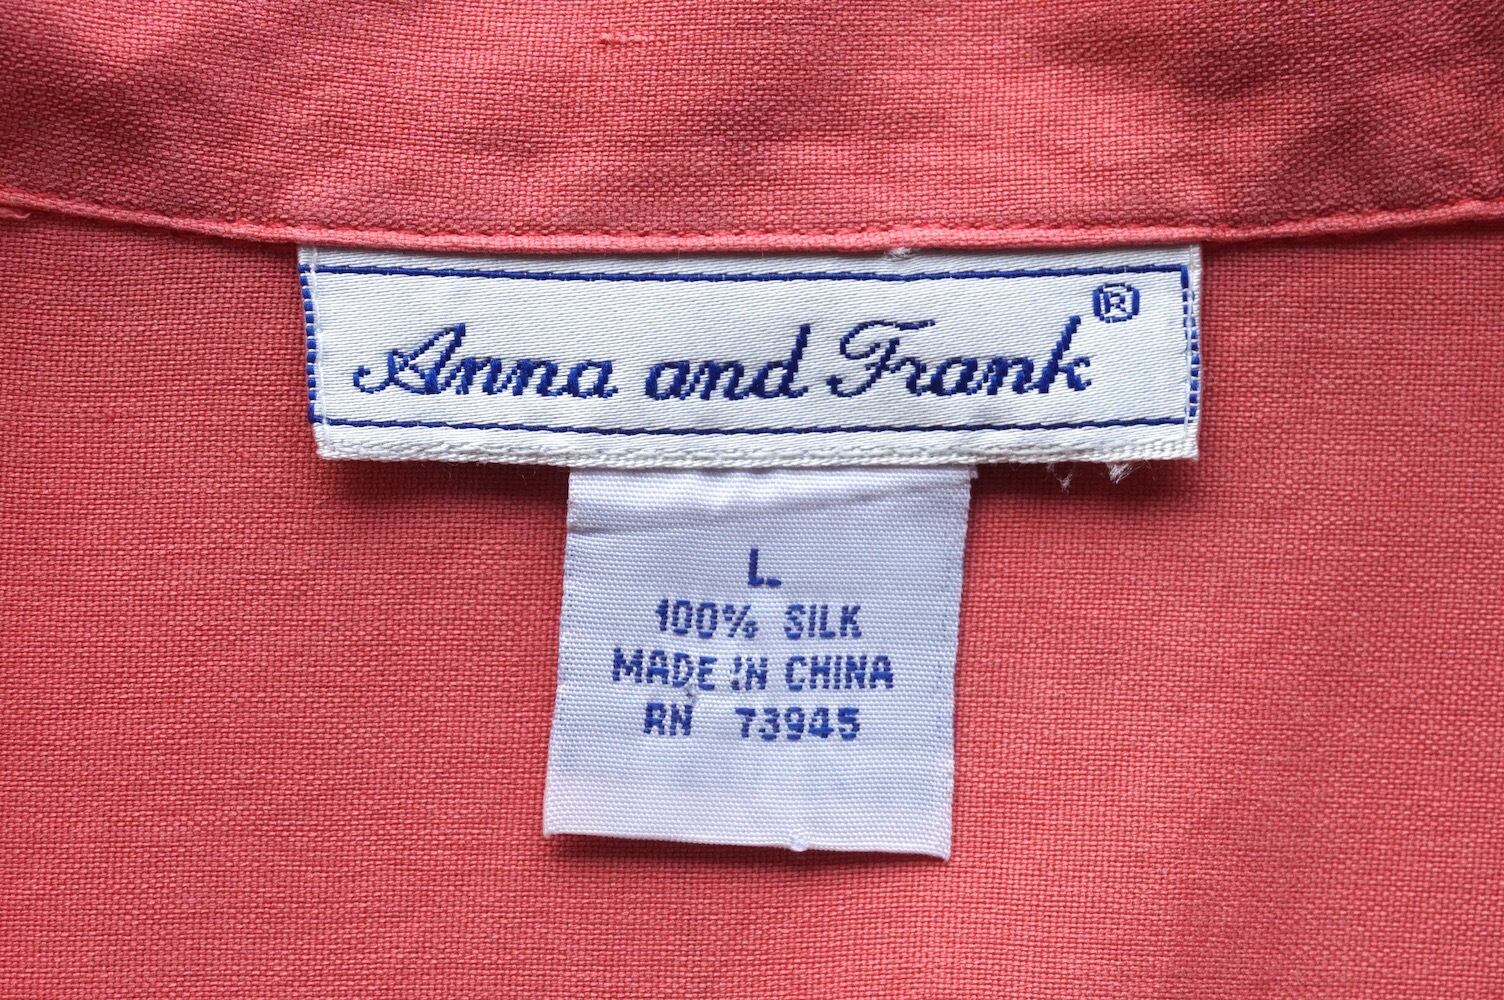 Anna and Frank®
L
100% SILK
MADE IN CHINA
RN 73945